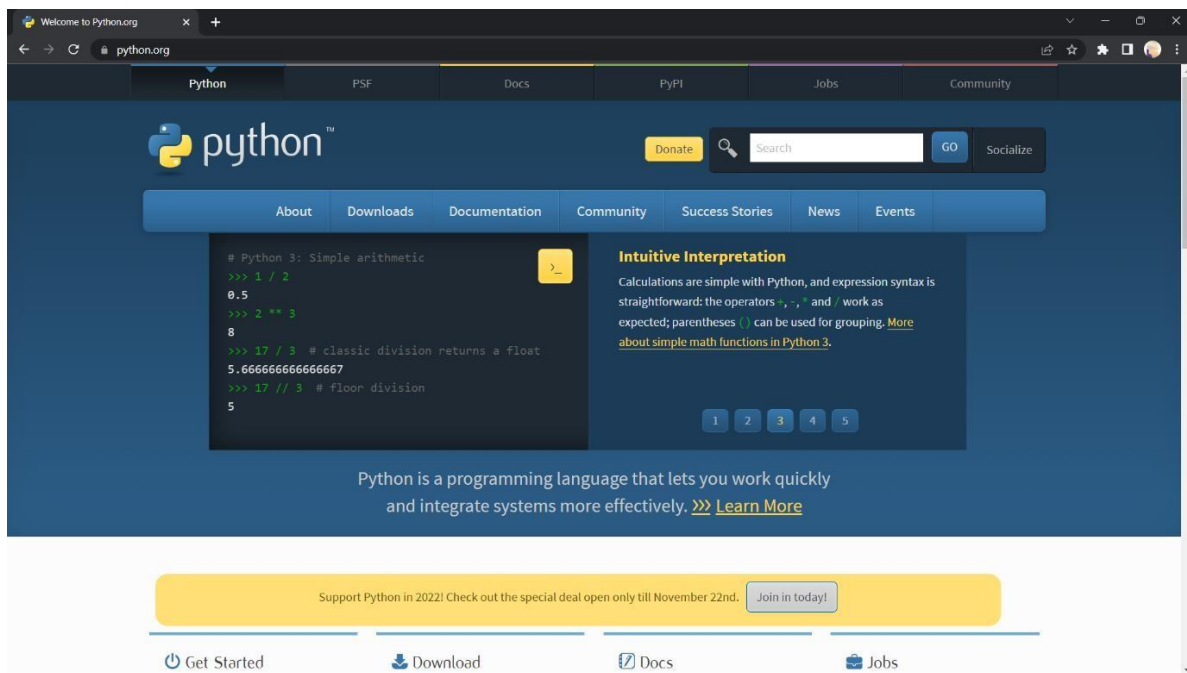 Welcome to Python.org
python.org
Python PSF Docs PyPI Jobs Community
python™
Donate Search GO Socialize
About Downloads Documentation Community Success Stories News Events
# Python 3: Simple arithmetic
>>> 1 / 2
0.5
>>> 2 ** 3
8
>>> 17 / 3 # classic division returns a float
5.666666666666667
>>> 17 // 3 # floor division
5
>_
Intuitive Interpretation
Calculations are simple with Python, and expression syntax is
straightforward: the operators +, -, * and / work as
expected; parentheses () can be used for grouping. More
about simple math functions in Python 3.
1 2 3 4 5
Python is a programming language that lets you work quickly
and integrate systems more effectively. >>> Learn More
Support Python in 2022! Check out the special deal open only till November 22nd. Join in today!
Get Started Download Docs Jobs